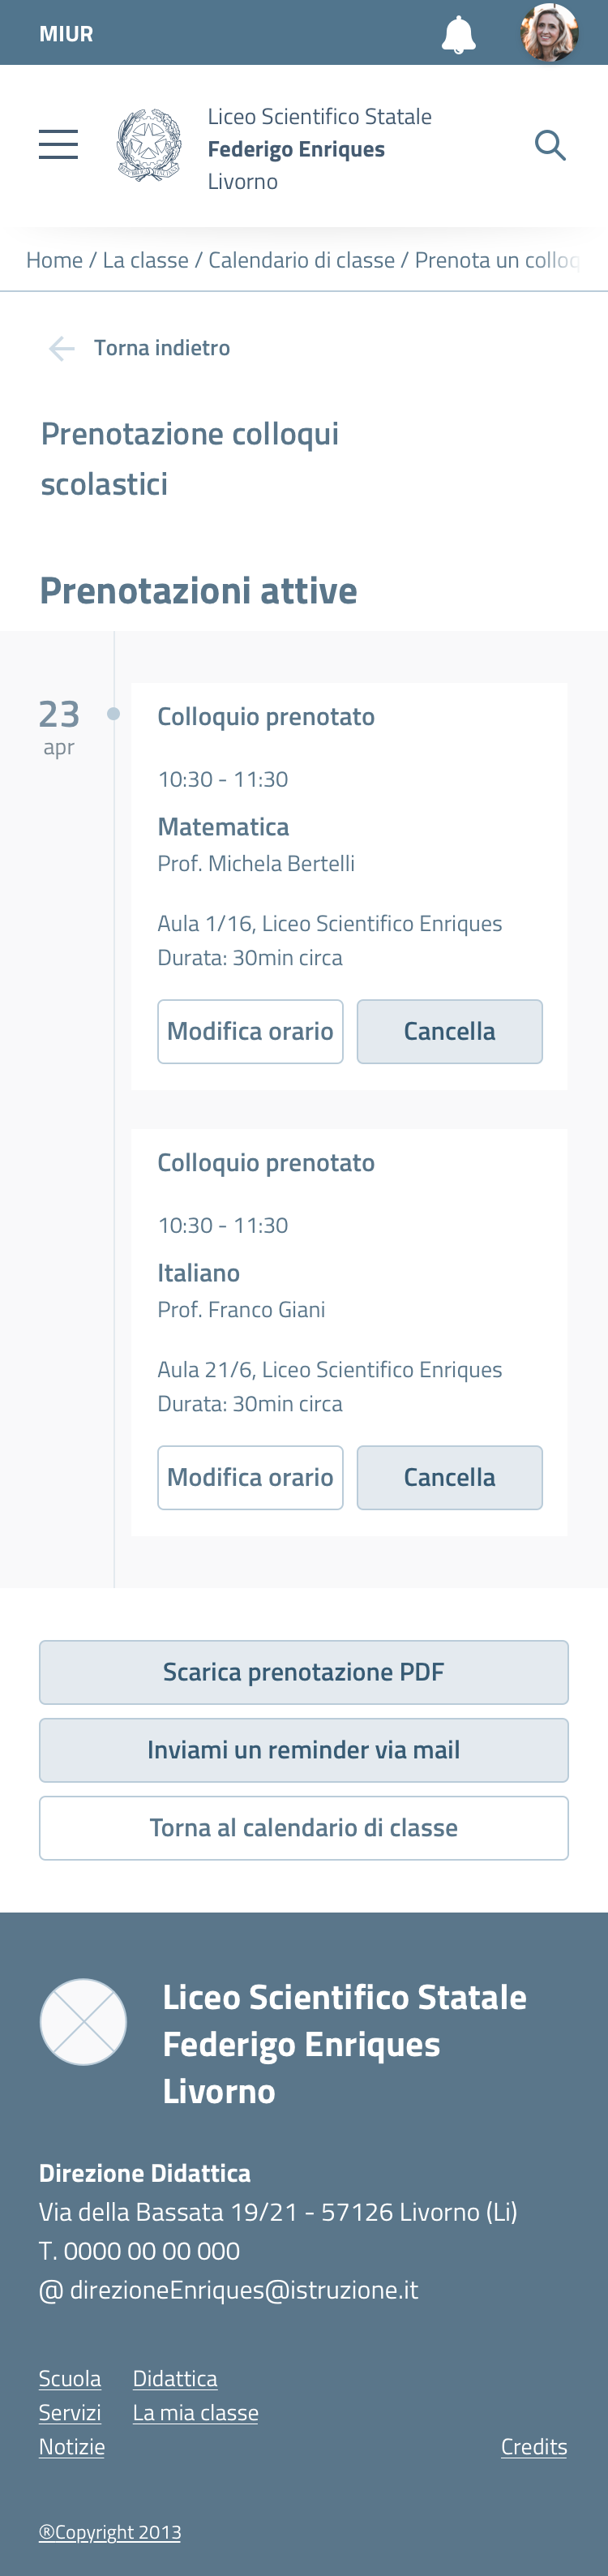 MIUR
Liceo Scientifico Statale
Federigo Enriques
Livorno
Home / La classe / Calendario di classe / Prenota un colloq
Torna indietro
Prenotazione colloqui
scolastici
Prenotazioni attive
23
apr
Colloquio prenotato
10:30 - 11:30
Matematica
Prof. Michela Bertelli
Aula 1/16, Liceo Scientifico Enriques
Durata: 30min circa
Modifica orario Cancella
Colloquio prenotato
10:30 - 11:30
Italiano
Prof. Franco Giani
Aula 21/6, Liceo Scientifico Enriques
Durata: 30min circa
Modifica orario Cancella
Scarica prenotazione PDF
Inviami un reminder via mail
Torna al calendario di classe
Liceo Scientifico Statale
Federigo Enriques
Livorno
Direzione Didattica
Via della Bassata 19/21 - 57126 Livorno (Li)
T. 0000 00 00 000
@ direzioneEnriques@istruzione.it
Scuola Didattica
Servizi La mia classe
Notizie Credits
®Copyright 2013